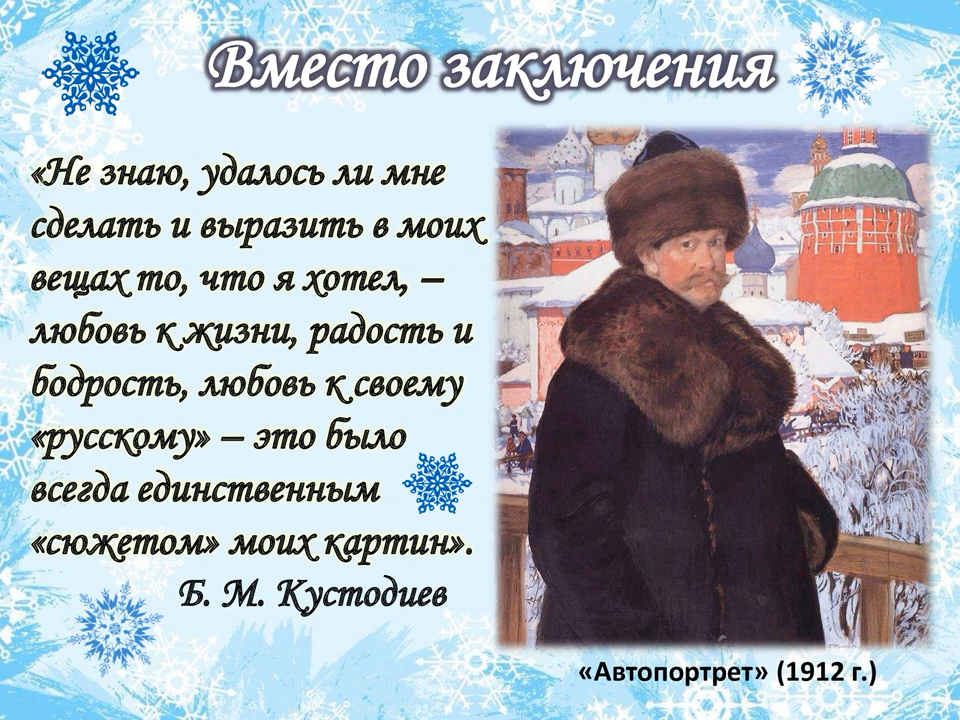 Вместо заключения
«Не знаю, удалось ли мне
сделать и выразить в моих
вещах то, что я хотел, –
любовь к жизни, радость и
бодрость, любовь к своему
«русскому» – это было
всегда единственным
«сюжетом» моих картин».
Б. М. Кустодиев
«Автопортрет» (1912 г.)